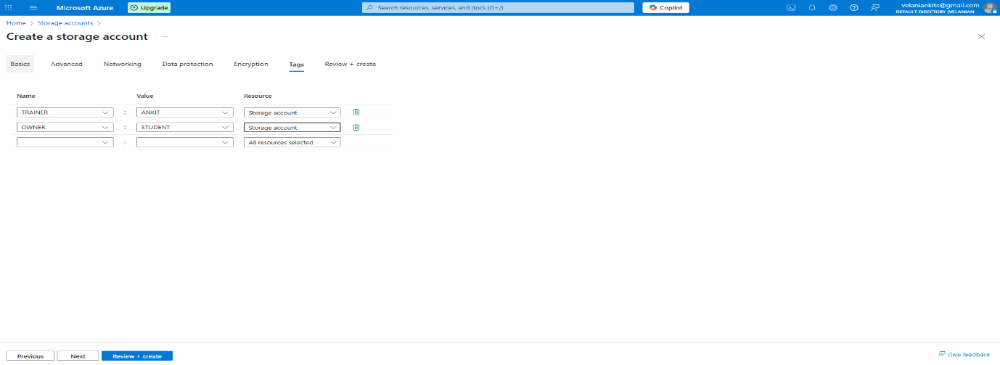 Microsoft Azure Upgrade Search resources, services, and docs (G+/) Copilot velaniankits@gmail.com
DEFAULT DIRECTORY (VELANIAN...
Home > Storage accounts >
Create a storage account ...
Basics Advanced Networking Data protection Encryption Tags Review + create
Name Value Resource
TRAINER : ANKIT Storage account
OWNER : STUDENT Storage account
: All resources selected
Previous Next Review + create Give feedback